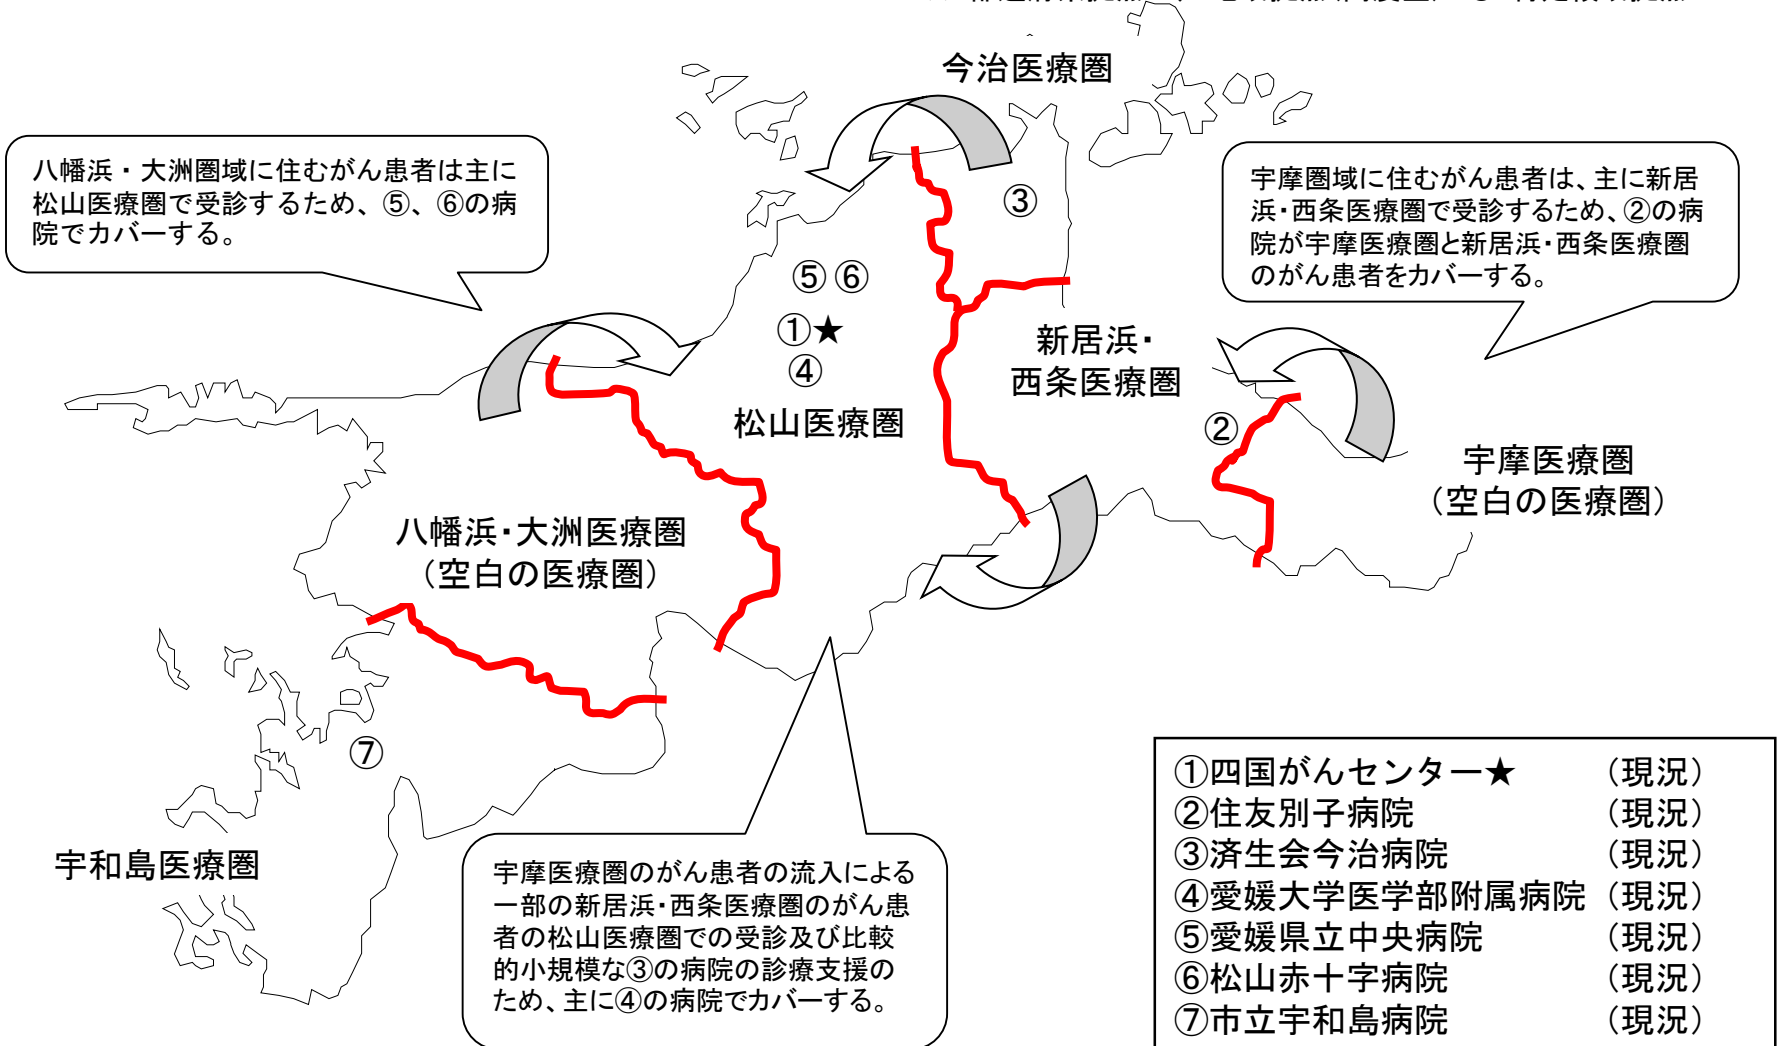 今治医療圏
八幡浜・大洲圏域に住むがん患者は主に
松山医療圏で受診するため、⑤、⑥の病
院でカバーする。
宇摩圏域に住むがん患者は、主に新居
浜・西条医療圏で受診するため、②の病
院が宇摩医療圏と新居浜・西条医療圏
のがん患者をカバーする。
③
⑤⑥
①★
④
松山医療圏
新居浜・
西条医療圏
②
宇摩医療圏
（空白の医療圏）
八幡浜・大洲医療圏
（空白の医療圏）
⑦
宇和島医療圏
宇摩医療圏のがん患者の流入による
一部の新居浜・西条医療圏のがん患
者の松山医療圏での受診及び比較
的小規模な③の病院の診療支援の
ため、主に④の病院でカバーする。
①四国がんセンター★ （現況）
②住友別子病院 （現況）
③済生会今治病院 （現況）
④愛媛大学医学部附属病院 （現況）
⑤愛媛県立中央病院 （現況）
⑥松山赤十字病院 （現況）
⑦市立宇和島病院 （現況）